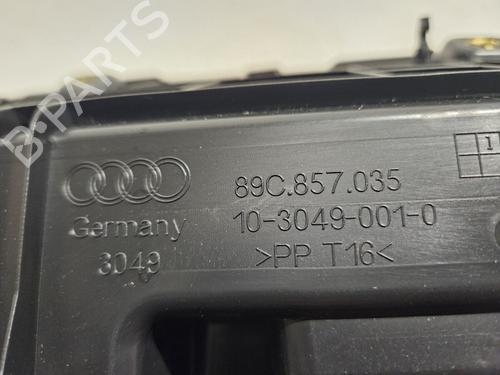 B-PARTS
89C.857.035
Germany
10-3049-001-0
3049
>PP T16<